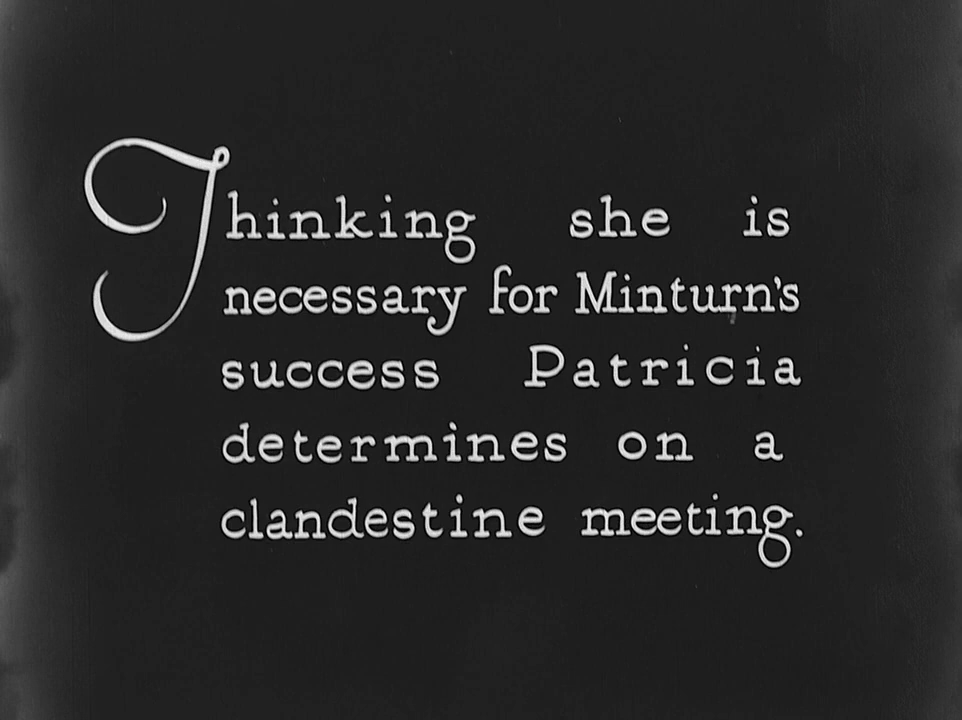 Thinking she is
necessary for Minturn's
success Patricia
determines on a
clandestine meeting.